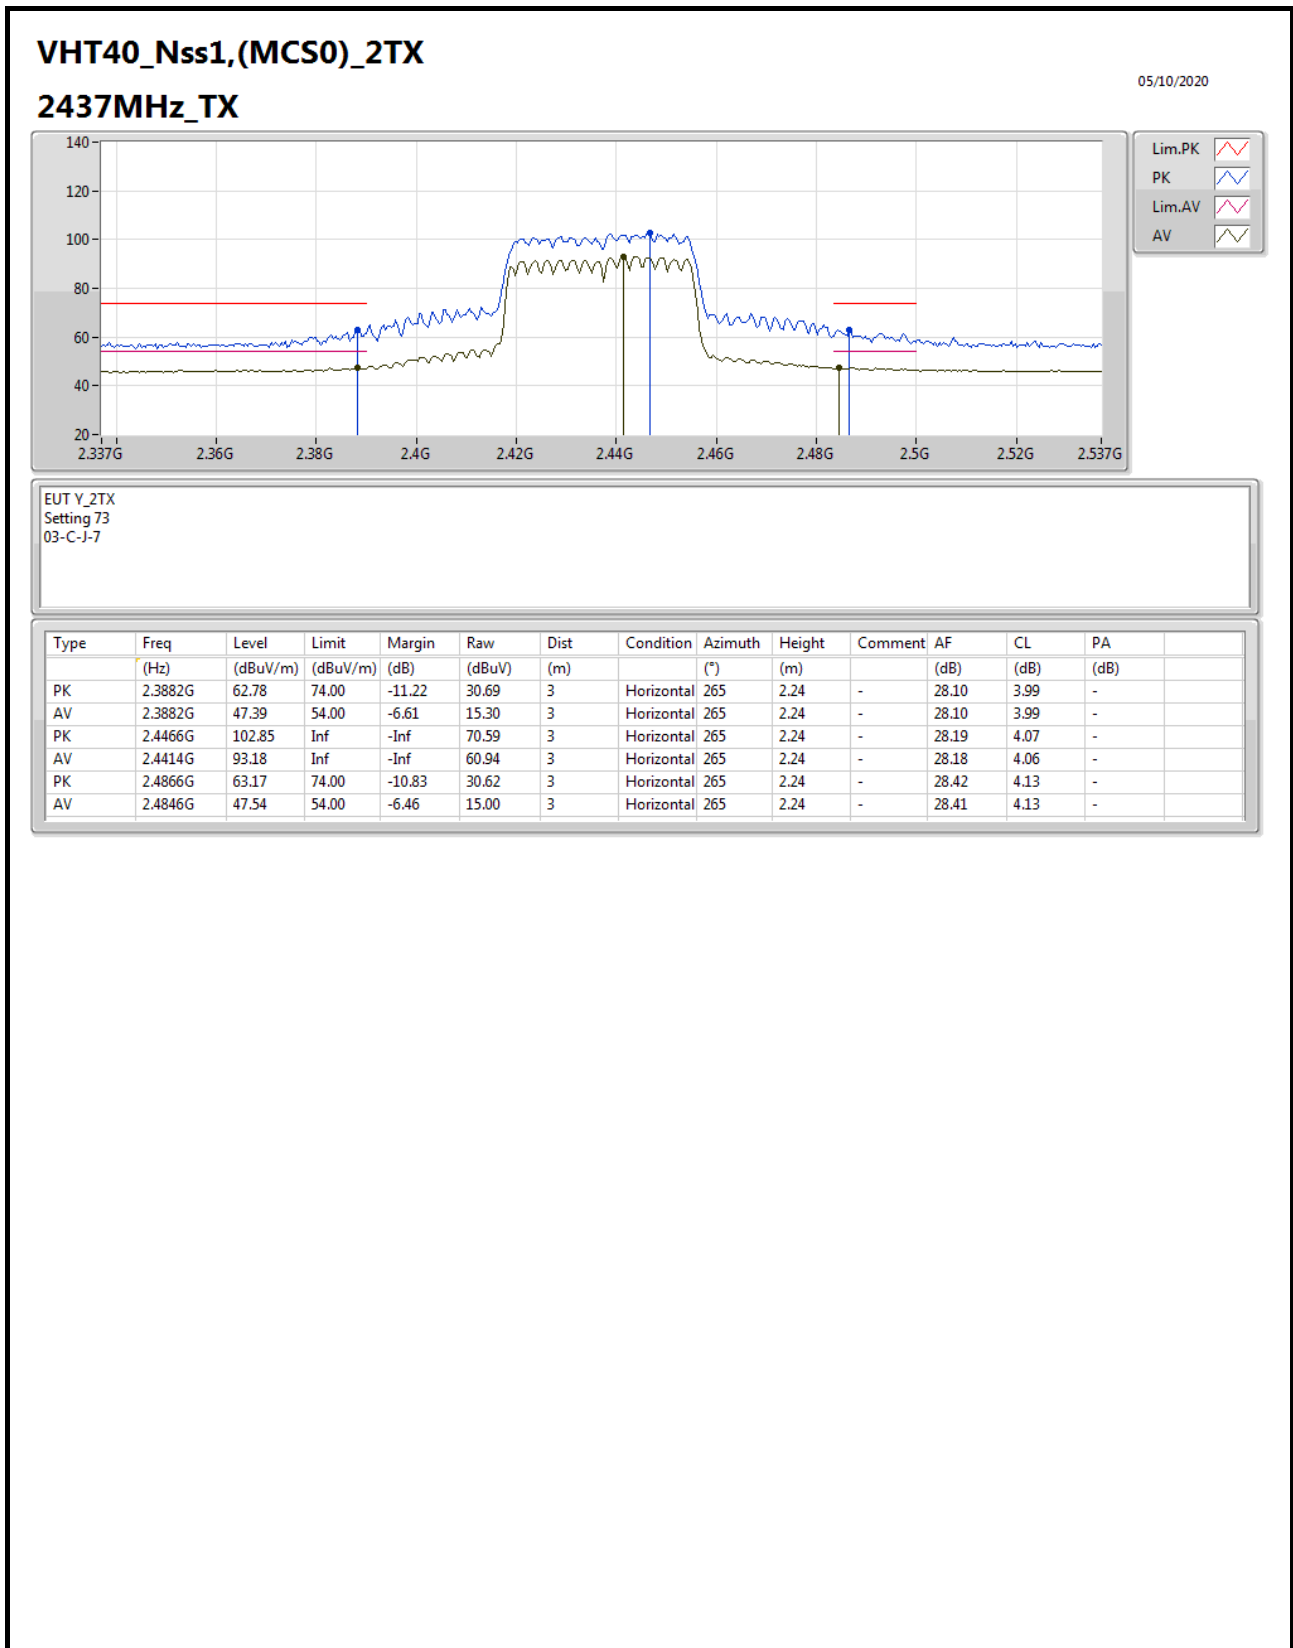 VHT40_Nss1,(MCS0)_2TX
05/10/2020
2437MHz_TX
140
120
100
80
60
40
20
2.337G 2.36G 2.38G 2.4G 2.42G 2.44G 2.46G 2.48G 2.5G 2.52G 2.537G
Lim.PK
PK
Lim.AV
AV
EUT Y_2TX
Setting 73
03-C-J-7
Type Freq Level Limit Margin Raw Dist Condition Azimuth Height Comment AF CL PA
(Hz) (dBuV/m) (dBuV/m) (dB) (dBuV) (m) (°) (m) (dB) (dB) (dB)
PK 2.3882G 62.78 74.00 -11.22 30.69 3 Horizontal 265 2.24 - 28.10 3.99 -
AV 2.3882G 47.39 54.00 -6.61 15.30 3 Horizontal 265 2.24 - 28.10 3.99 -
PK 2.4466G 102.85 Inf -Inf 70.59 3 Horizontal 265 2.24 - 28.19 4.07 -
AV 2.4414G 93.18 Inf -Inf 60.94 3 Horizontal 265 2.24 - 28.18 4.06 -
PK 2.4866G 63.17 74.00 -10.83 30.62 3 Horizontal 265 2.24 - 28.42 4.13 -
AV 2.4846G 47.54 54.00 -6.46 15.00 3 Horizontal 265 2.24 - 28.41 4.13 -